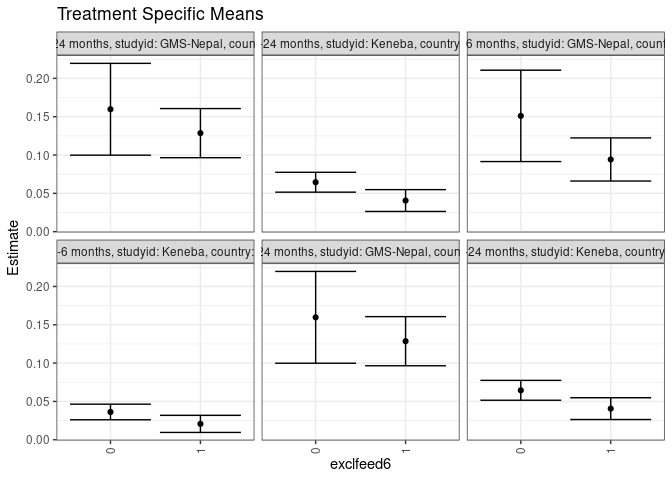 Treatment Specific Means
24 months, studyid: GMS-Nepal, coun
-24 months, studyid: Keneba, country
6 months, studyid: GMS-Nepal, count
0.20
0.15
0.10
0.05
0.00
-6 months, studyid: Keneba, country:
24 months, studyid: GMS-Nepal, coun
-24 months, studyid: Keneba, country
0.20
0.15
0.10
0.05
0.00
Estimate
0 1 0 1 0 1
exclfeed6